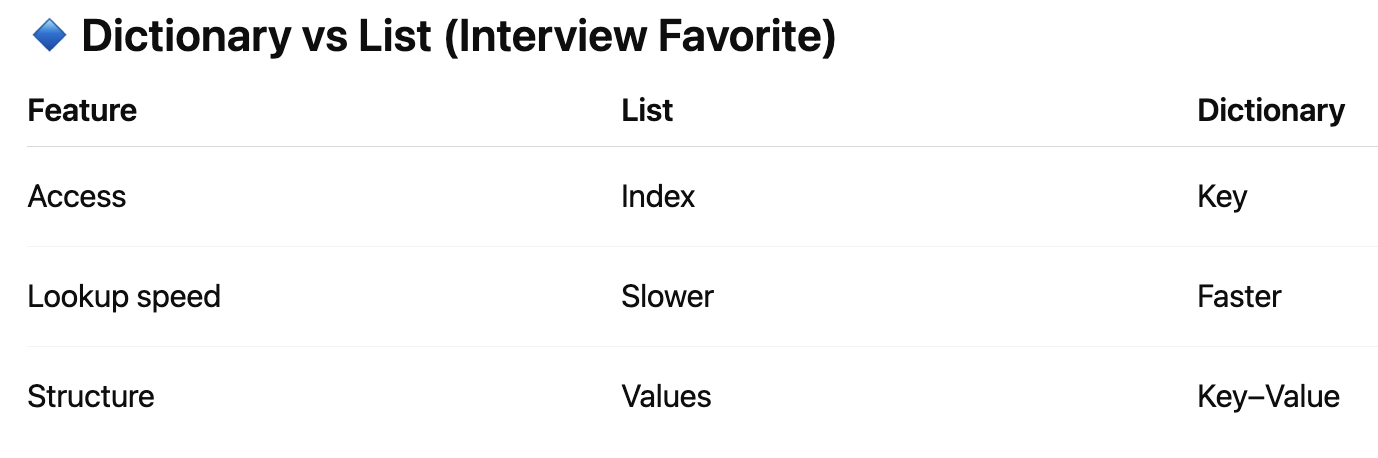 Dictionary vs List (Interview Favorite)
Feature List Dictionary
Access Index Key
Lookup speed Slower Faster
Structure Values Key–Value